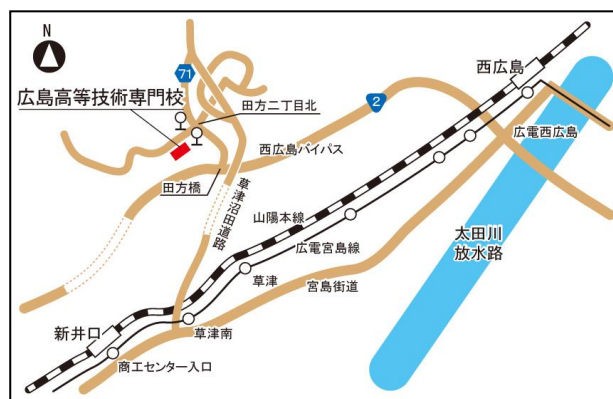 N
71
広島高等技術専門校
田方二丁目北
2
西広島
西広島バイパス
広電西広島
田方橋
草津沼田道路
山陽本線
広電宮島線
太田川
放水路
草津
宮島街道
新井口
草津南
商工センター入口